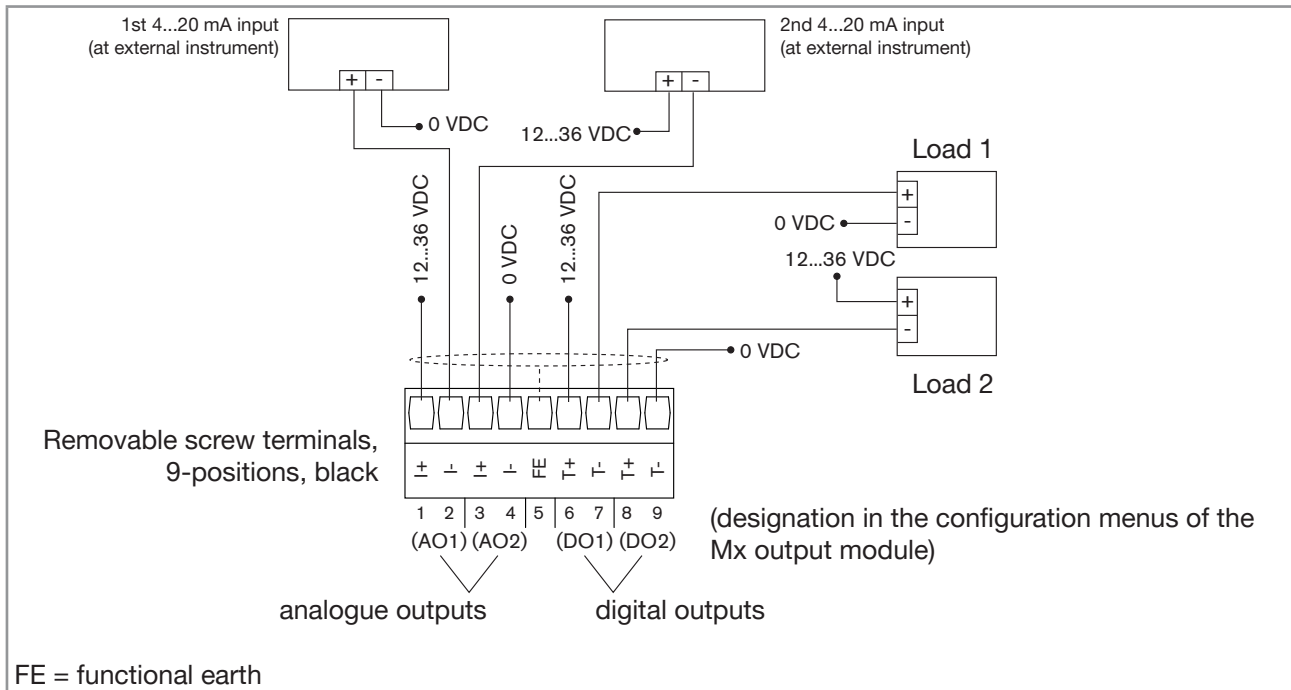 1st 4...20 mA input
(at external instrument)
2nd 4...20 mA input
(at external instrument)
+ -
+ -
0 VDC
12...36 VDC
Load 1
12...36 VDC
0 VDC
12...36 VDC
+
-
0 VDC
12...36 VDC
+
-
0 VDC
Load 2
Removable screw terminals,
9-positions, black
I+ I- I+ I- FE T+ T- T+ T-
1 2 3 4 5 6 7 8 9
(AO1) (AO2) (DO1) (DO2)
(designation in the configuration menus of the
Mx output module)
analogue outputs
digital outputs
FE = functional earth